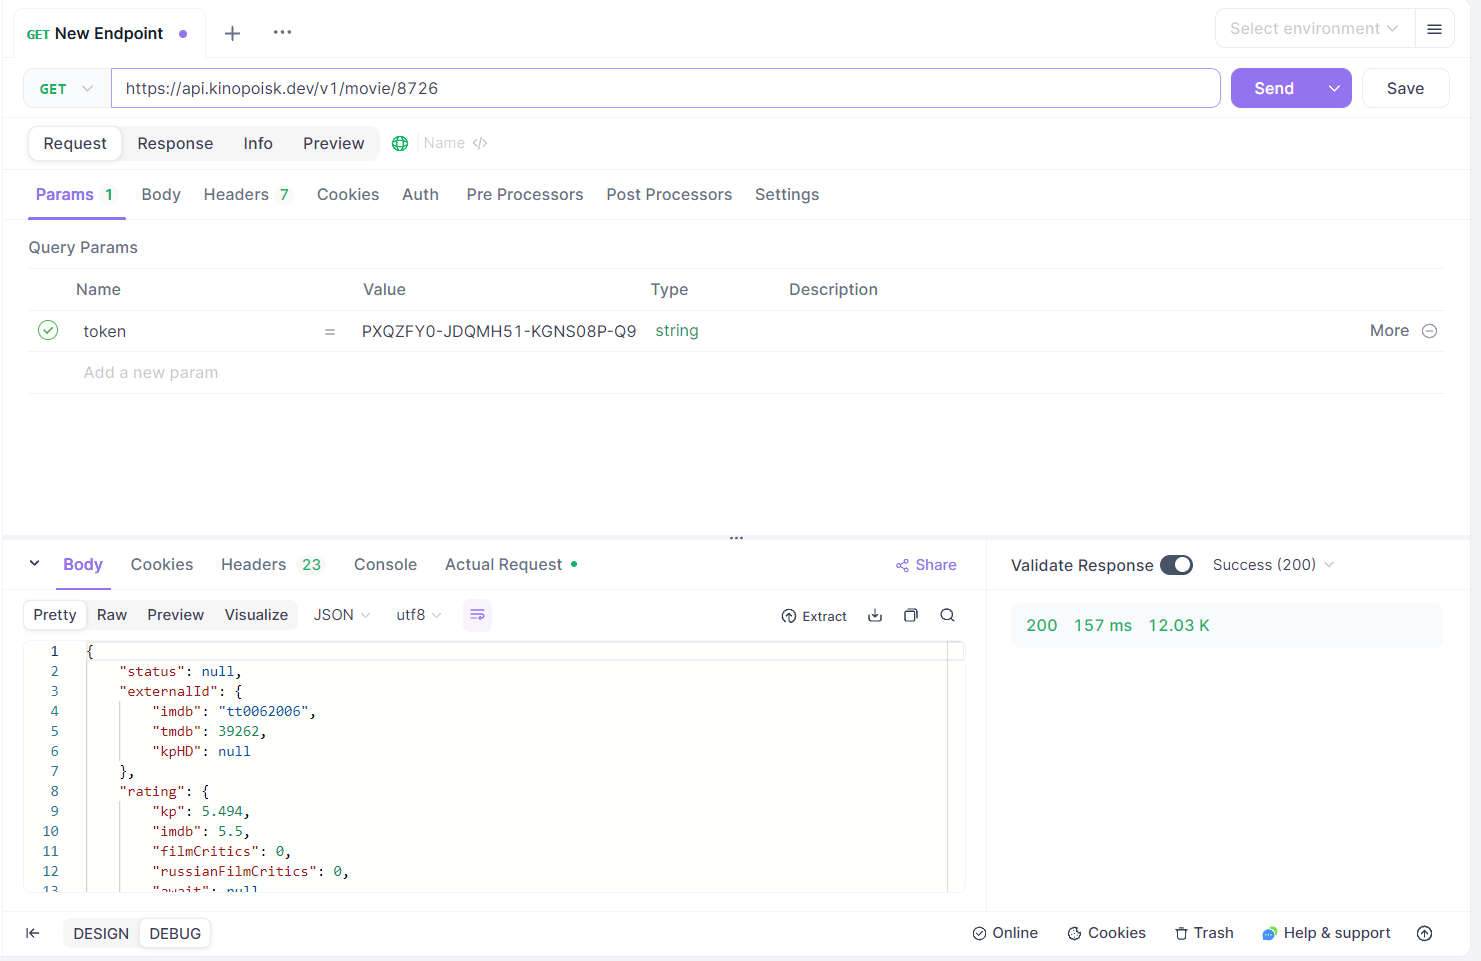 GET New Endpoint
Select environment
GET https://api.kinopoisk.dev/v1/movie/8726 Send Save
Request Response Info Preview Name </>
Params 1 Body Headers 7 Cookies Auth Pre Processors Post Processors Settings
Query Params
Name Value Type Description
token = PXQZFY0-JDQMH51-KGNS08P-Q9 string More
Add a new param
Body Cookies Headers 23 Console Actual Request Share
Validate Response Success (200)
Pretty Raw Preview Visualize JSON utf8 Extract
200 157 ms 12.03 K
1 {
2 "status": null,
3 "externalId": {
4 "imdb": "tt0062006",
5 "tmdb": 39262,
6 "kpHD": null
7 },
8 "rating": {
9 "kp": 5.494,
10 "imdb": 5.5,
11 "filmCritics": 0,
12 "russianFilmCritics": 0,
13 "await": null
DESIGN DEBUG Online Cookies Trash Help & support